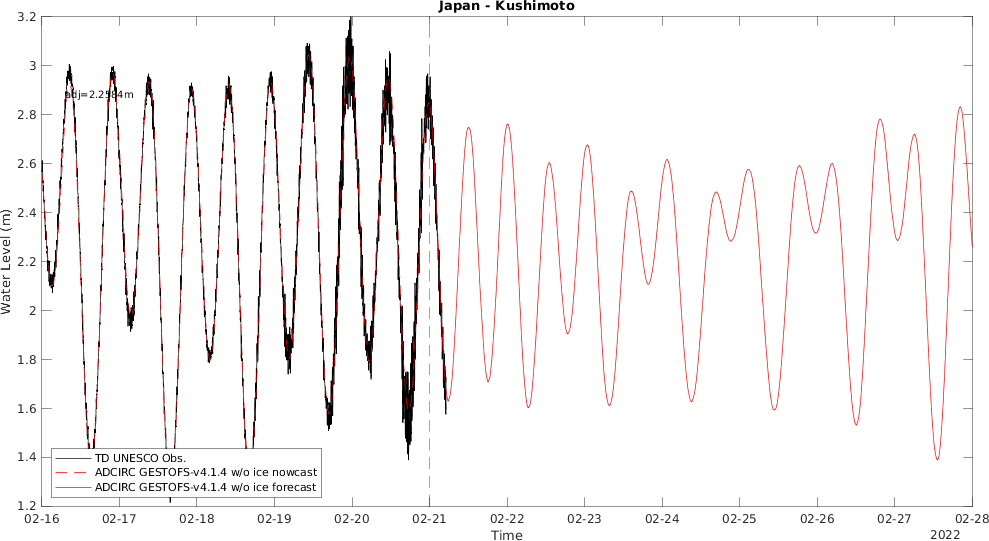 Japan - Kushimoto
3.2
3
2.8
2.6
2.4
2.2
2
1.8
1.6
1.4
1.2
Water Level (m)
adj=2.2584m
TD UNESCO Obs.
ADCIRC GESTOFS-v4.1.4 w/o ice nowcast
ADCIRC GESTOFS-v4.1.4 w/o ice forecast
02-16 02-17 02-18 02-19 02-20 02-21 02-22 02-23 02-24 02-25 02-26 02-27 02-28
Time
2022